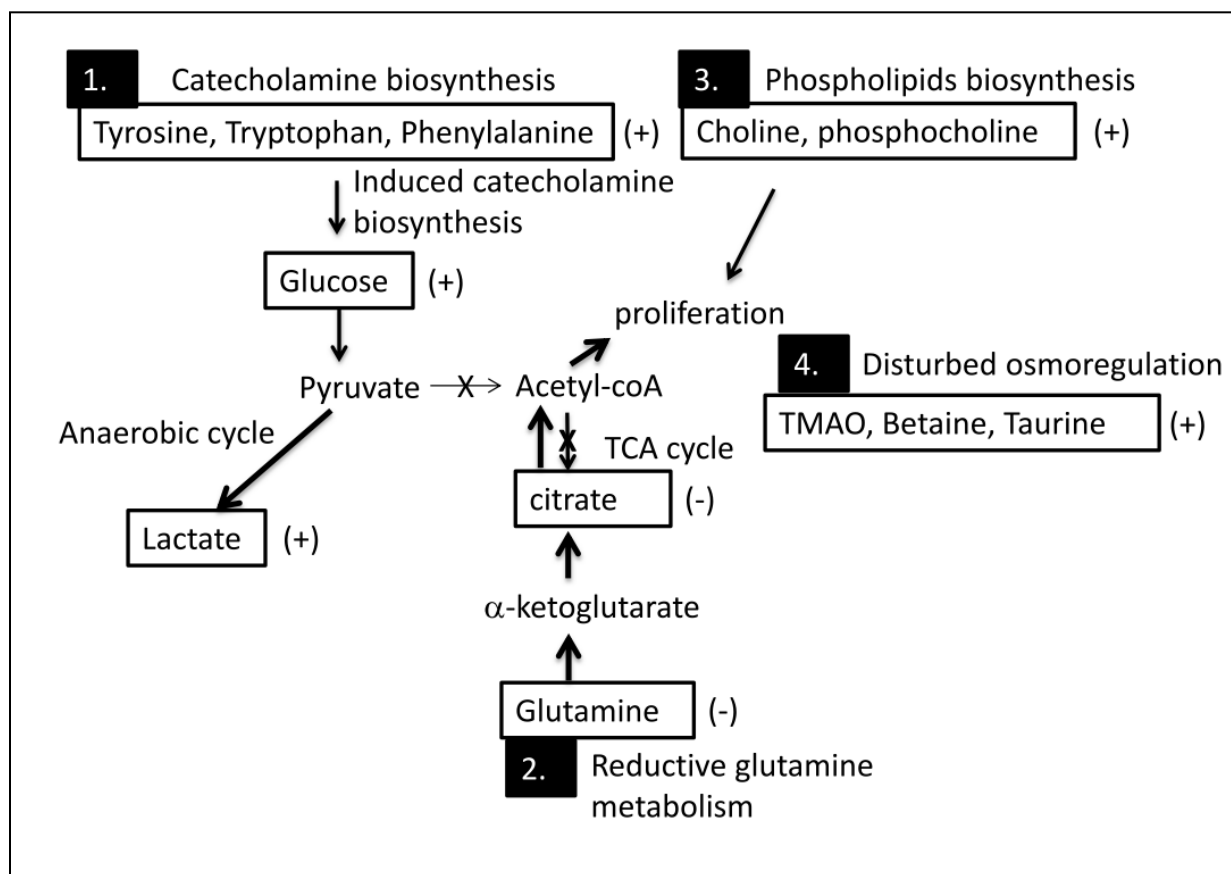 1. Catecholamine biosynthesis
Tyrosine, Tryptophan, Phenylalanine (+)
Induced catecholamine
biosynthesis
Glucose (+)
Pyruvate X Acetyl-coA
Anaerobic cycle
Lactate (+)
3. Phospholipids biosynthesis
Choline, phosphocholine (+)
proliferation
X TCA cycle
citrate (-)
α-ketoglutarate
Glutamine (-)
2. Reductive glutamine
metabolism
4. Disturbed osmoregulation
TMAO, Betaine, Taurine (+)